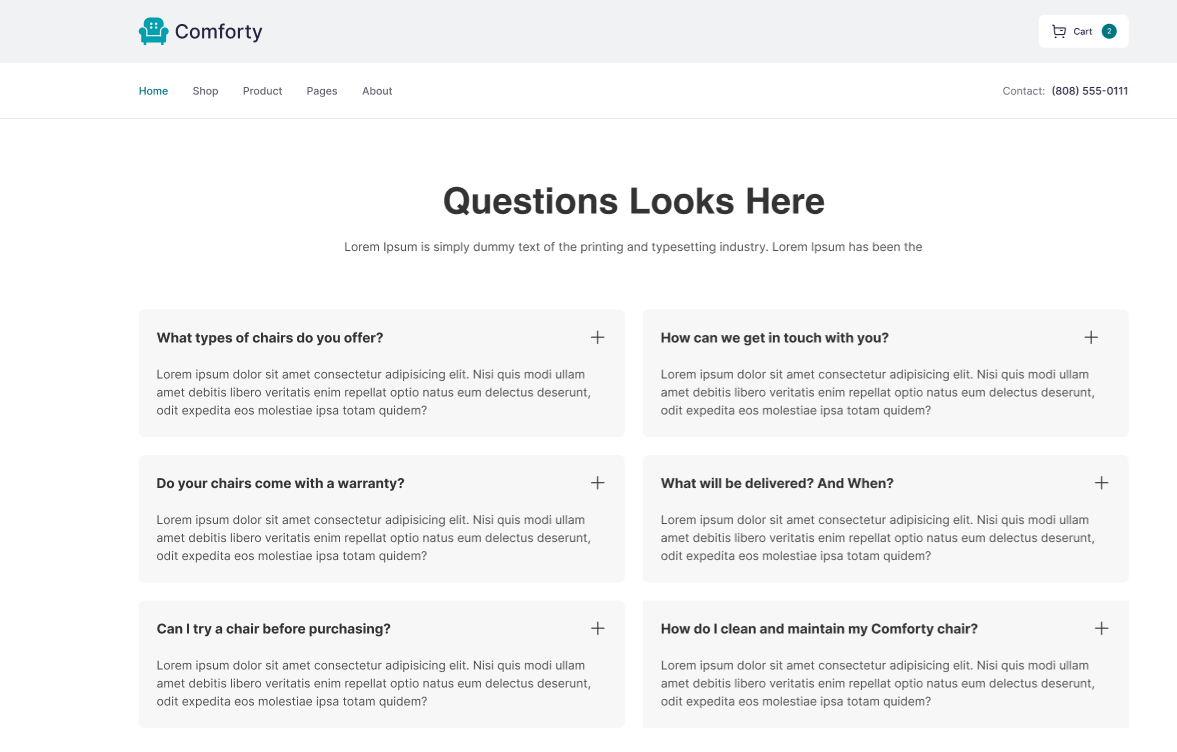 Comforty
Cart 2
Home Shop Product Pages About
Contact: (808) 555-0111
Questions Looks Here
Lorem Ipsum is simply dummy text of the printing and typesetting industry. Lorem Ipsum has been the
What types of chairs do you offer?
Lorem ipsum dolor sit amet consectetur adipisicing elit. Nisi quis modi ullam
amet debitis libero veritatis enim repellat optio natus eum delectus deserunt,
odit expedita eos molestiae ipsa totam quidem?
How can we get in touch with you?
Lorem ipsum dolor sit amet consectetur adipisicing elit. Nisi quis modi ullam
amet debitis libero veritatis enim repellat optio natus eum delectus deserunt,
odit expedita eos molestiae ipsa totam quidem?
Do your chairs come with a warranty?
Lorem ipsum dolor sit amet consectetur adipisicing elit. Nisi quis modi ullam
amet debitis libero veritatis enim repellat optio natus eum delectus deserunt,
odit expedita eos molestiae ipsa totam quidem?
What will be delivered? And When?
Lorem ipsum dolor sit amet consectetur adipisicing elit. Nisi quis modi ullam
amet debitis libero veritatis enim repellat optio natus eum delectus deserunt,
odit expedita eos molestiae ipsa totam quidem?
Can I try a chair before purchasing?
Lorem ipsum dolor sit amet consectetur adipisicing elit. Nisi quis modi ullam
amet debitis libero veritatis enim repellat optio natus eum delectus deserunt,
odit expedita eos molestiae ipsa totam quidem?
How do I clean and maintain my Comforty chair?
Lorem ipsum dolor sit amet consectetur adipisicing elit. Nisi quis modi ullam
amet debitis libero veritatis enim repellat optio natus eum delectus deserunt,
odit expedita eos molestiae ipsa totam quidem?